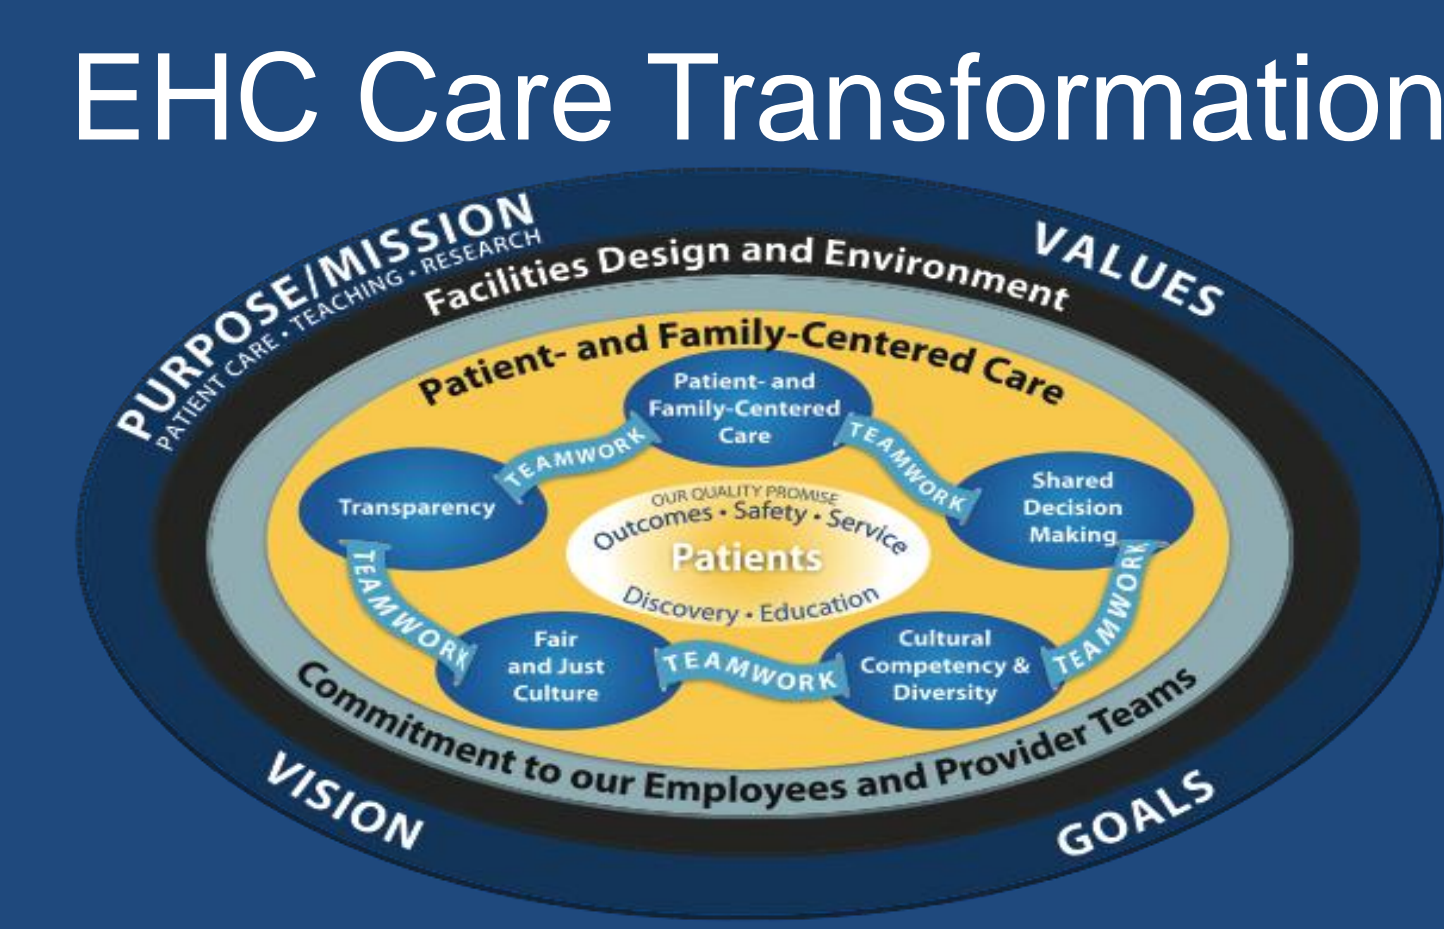 EHC Care Transformation
PURPOSE/MISSION
PATIENT CARE • TEACHING • RESEARCH
VALUES
Facilities Design and Environment
Patient- and Family-Centered Care
Patient- and
Family-Centered
Care
TEAMWORK
TEAMWORK
Transparency
Shared
Decision
Making
OUR QUALITY PROMISE
Outcomes • Safety • Service
Patients
Discovery • Education
TEAMWORK
TEAMWORK
Fair
and Just
Culture
TEAMWORK
Cultural
Competency &
Diversity
Commitment to our Employees and Provider Teams
VISION
GOALS